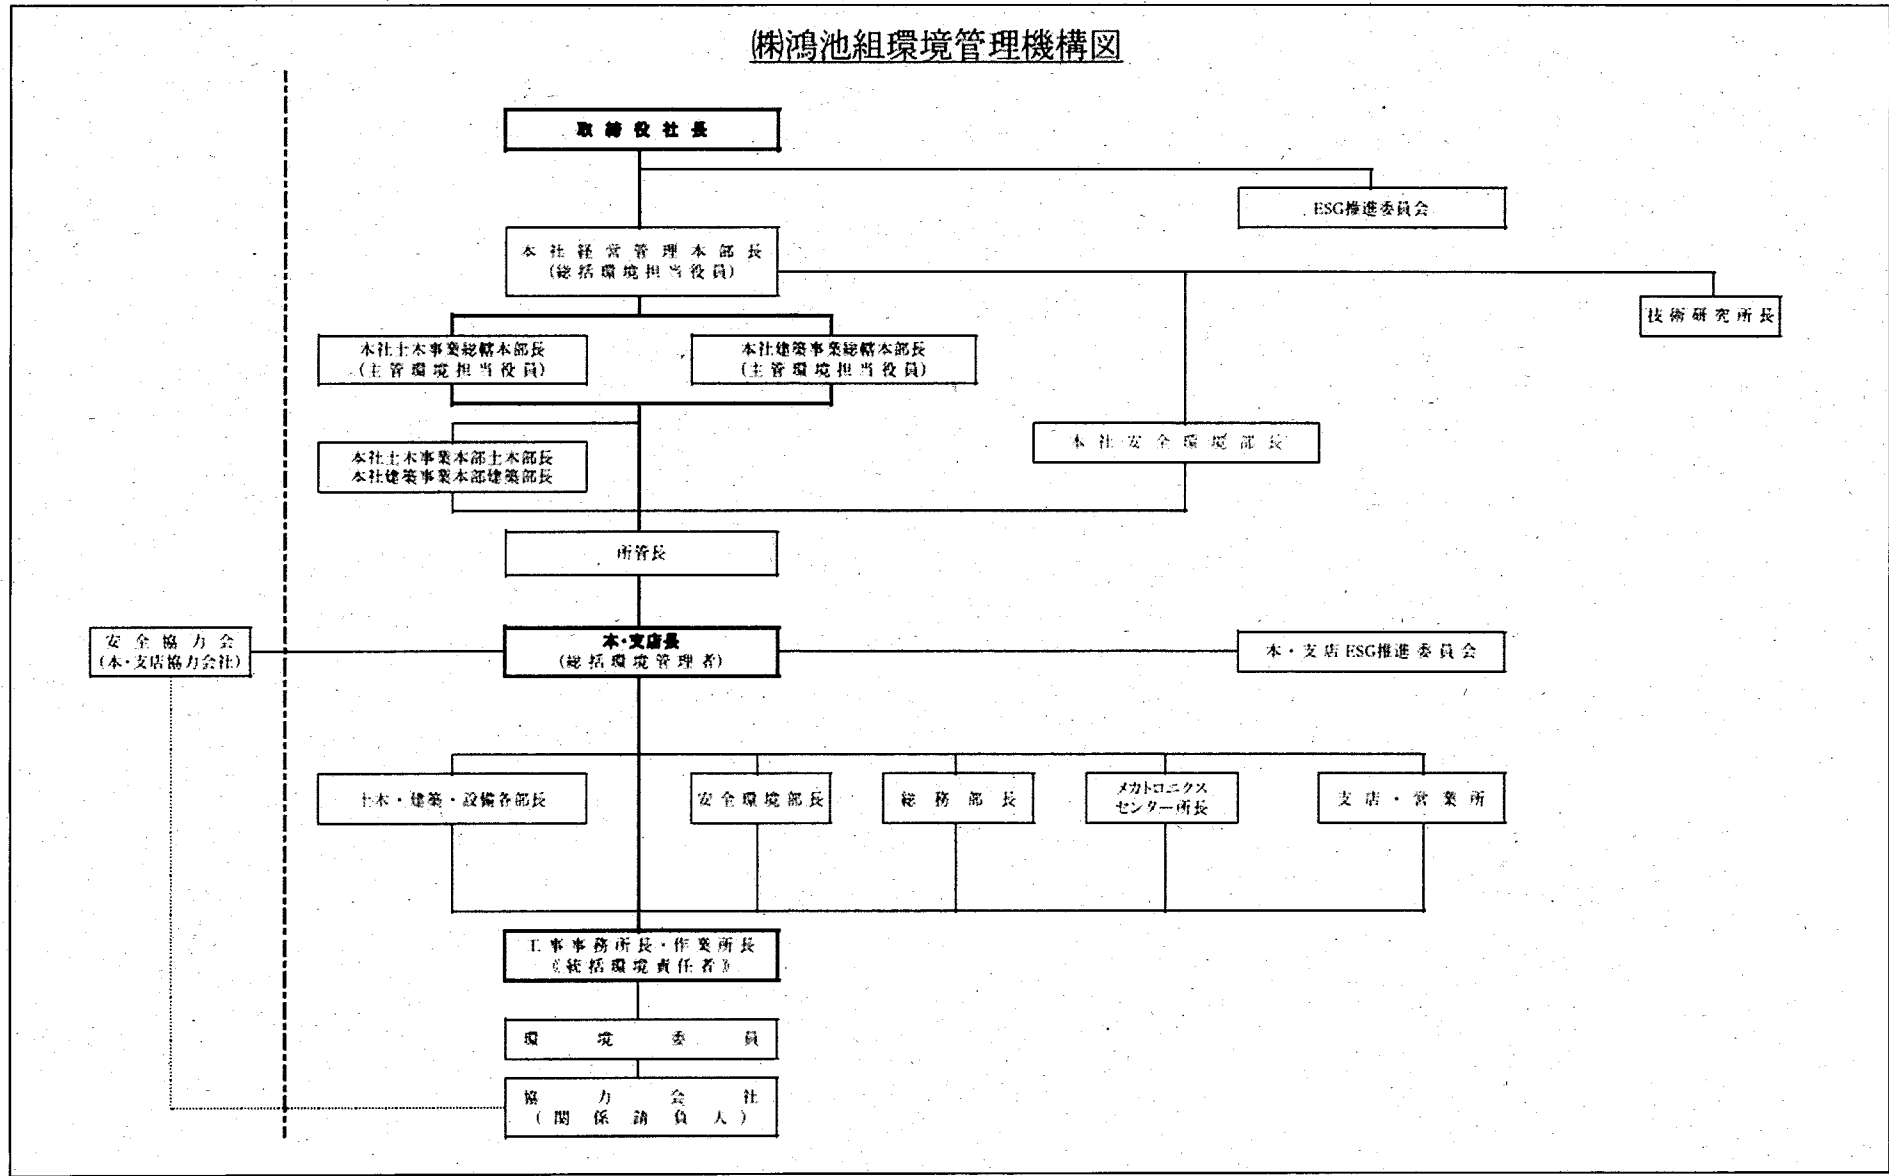 ㈱鴻池組環境管理機構図
取締役社長
ESG推進委員会
本社経営管理本部長
(総括環境担当役員)
技術研究所長
本社土木事業総轄本部長
(主管環境担当役員)
本社建築事業総轄本部長
(主管環境担当役員)
本社安全環境部長
本社土木事業本部土木部長
本社建築事業本部建築部長
所管長
安全協力会
(本・支店協力会社)
本・支店長
(総括環境管理者)
本・支店ESG推進委員会
土木・建築・設備各部長
安全環境部長
総務部長
メカトロニクス
センター所長
支店・営業所
工事事務所長・作業所長
《統括環境責任者》
環境委員
協力会社
(関係請負人)